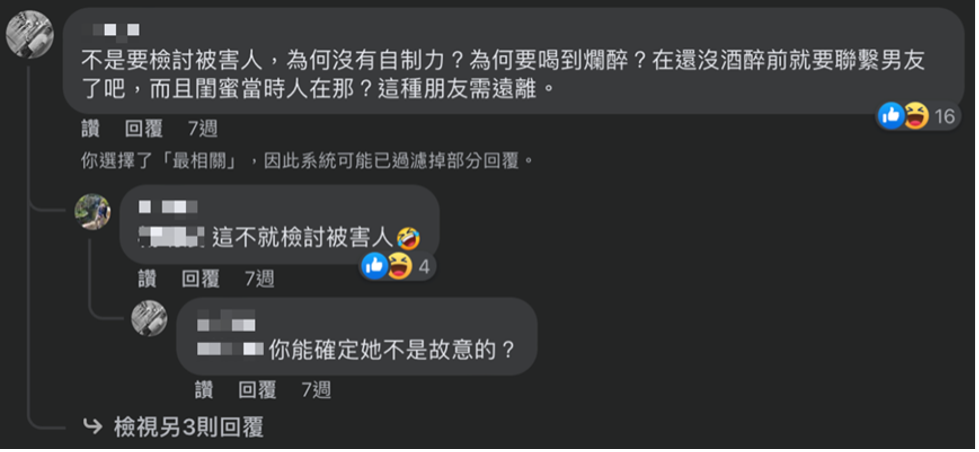 不是要檢討被害人，為何沒有自制力？為何要喝到爛醉？在還沒酒醉前就要聯繫男友
了吧，而且閨蜜當時人在那？這種朋友需遠離。
16
讚 回覆 7週
你選擇了「最相關」，因此系統可能已過濾掉部分回覆。
這不就檢討被害人🤣
4
讚 回覆 7週
你能確定她不是故意的？
讚 回覆 7週
檢視另3則回覆